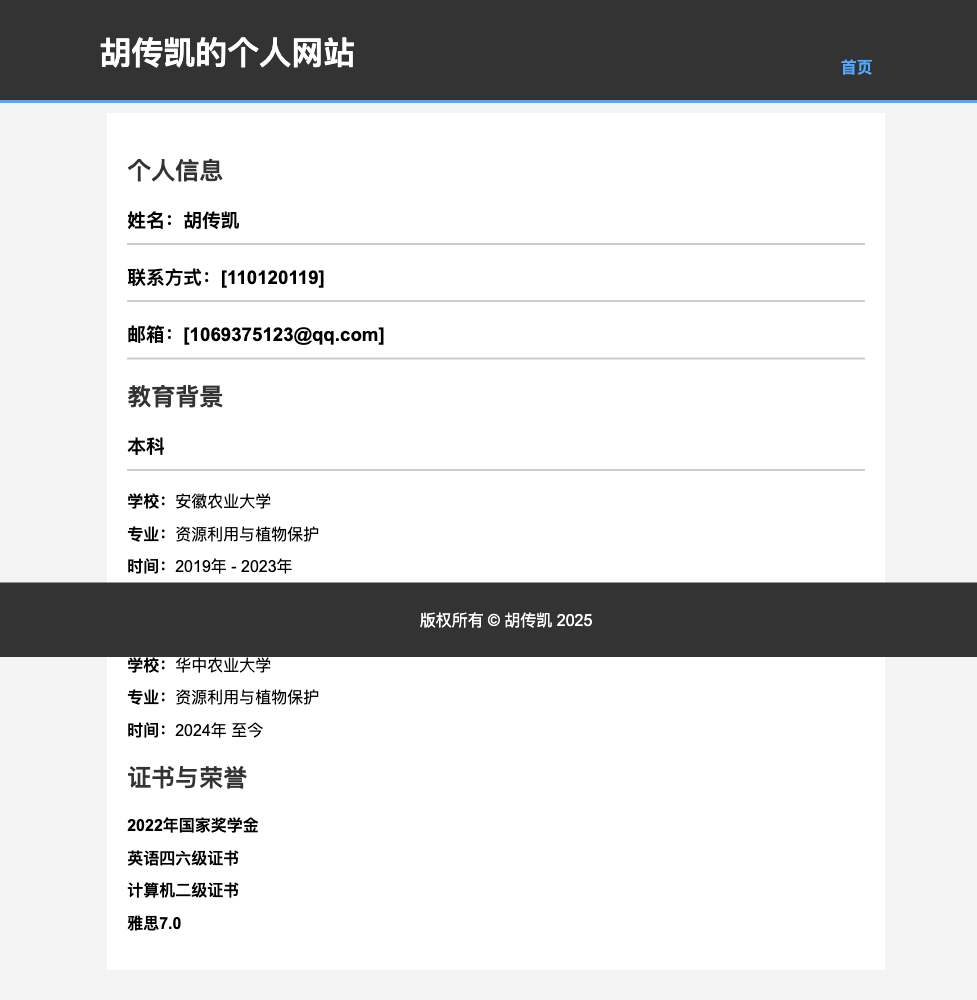 胡传凯的个人网站
首页
个人信息
姓名：胡传凯
联系方式：[110120119]
邮箱：[1069375123@qq.com]
教育背景
本科
学校：安徽农业大学
专业：资源利用与植物保护
时间：2019年 - 2023年
版权所有 © 胡传凯 2025
学校：华中农业大学
专业：资源利用与植物保护
时间：2024年 至今
证书与荣誉
2022年国家奖学金
英语四六级证书
计算机二级证书
雅思7.0